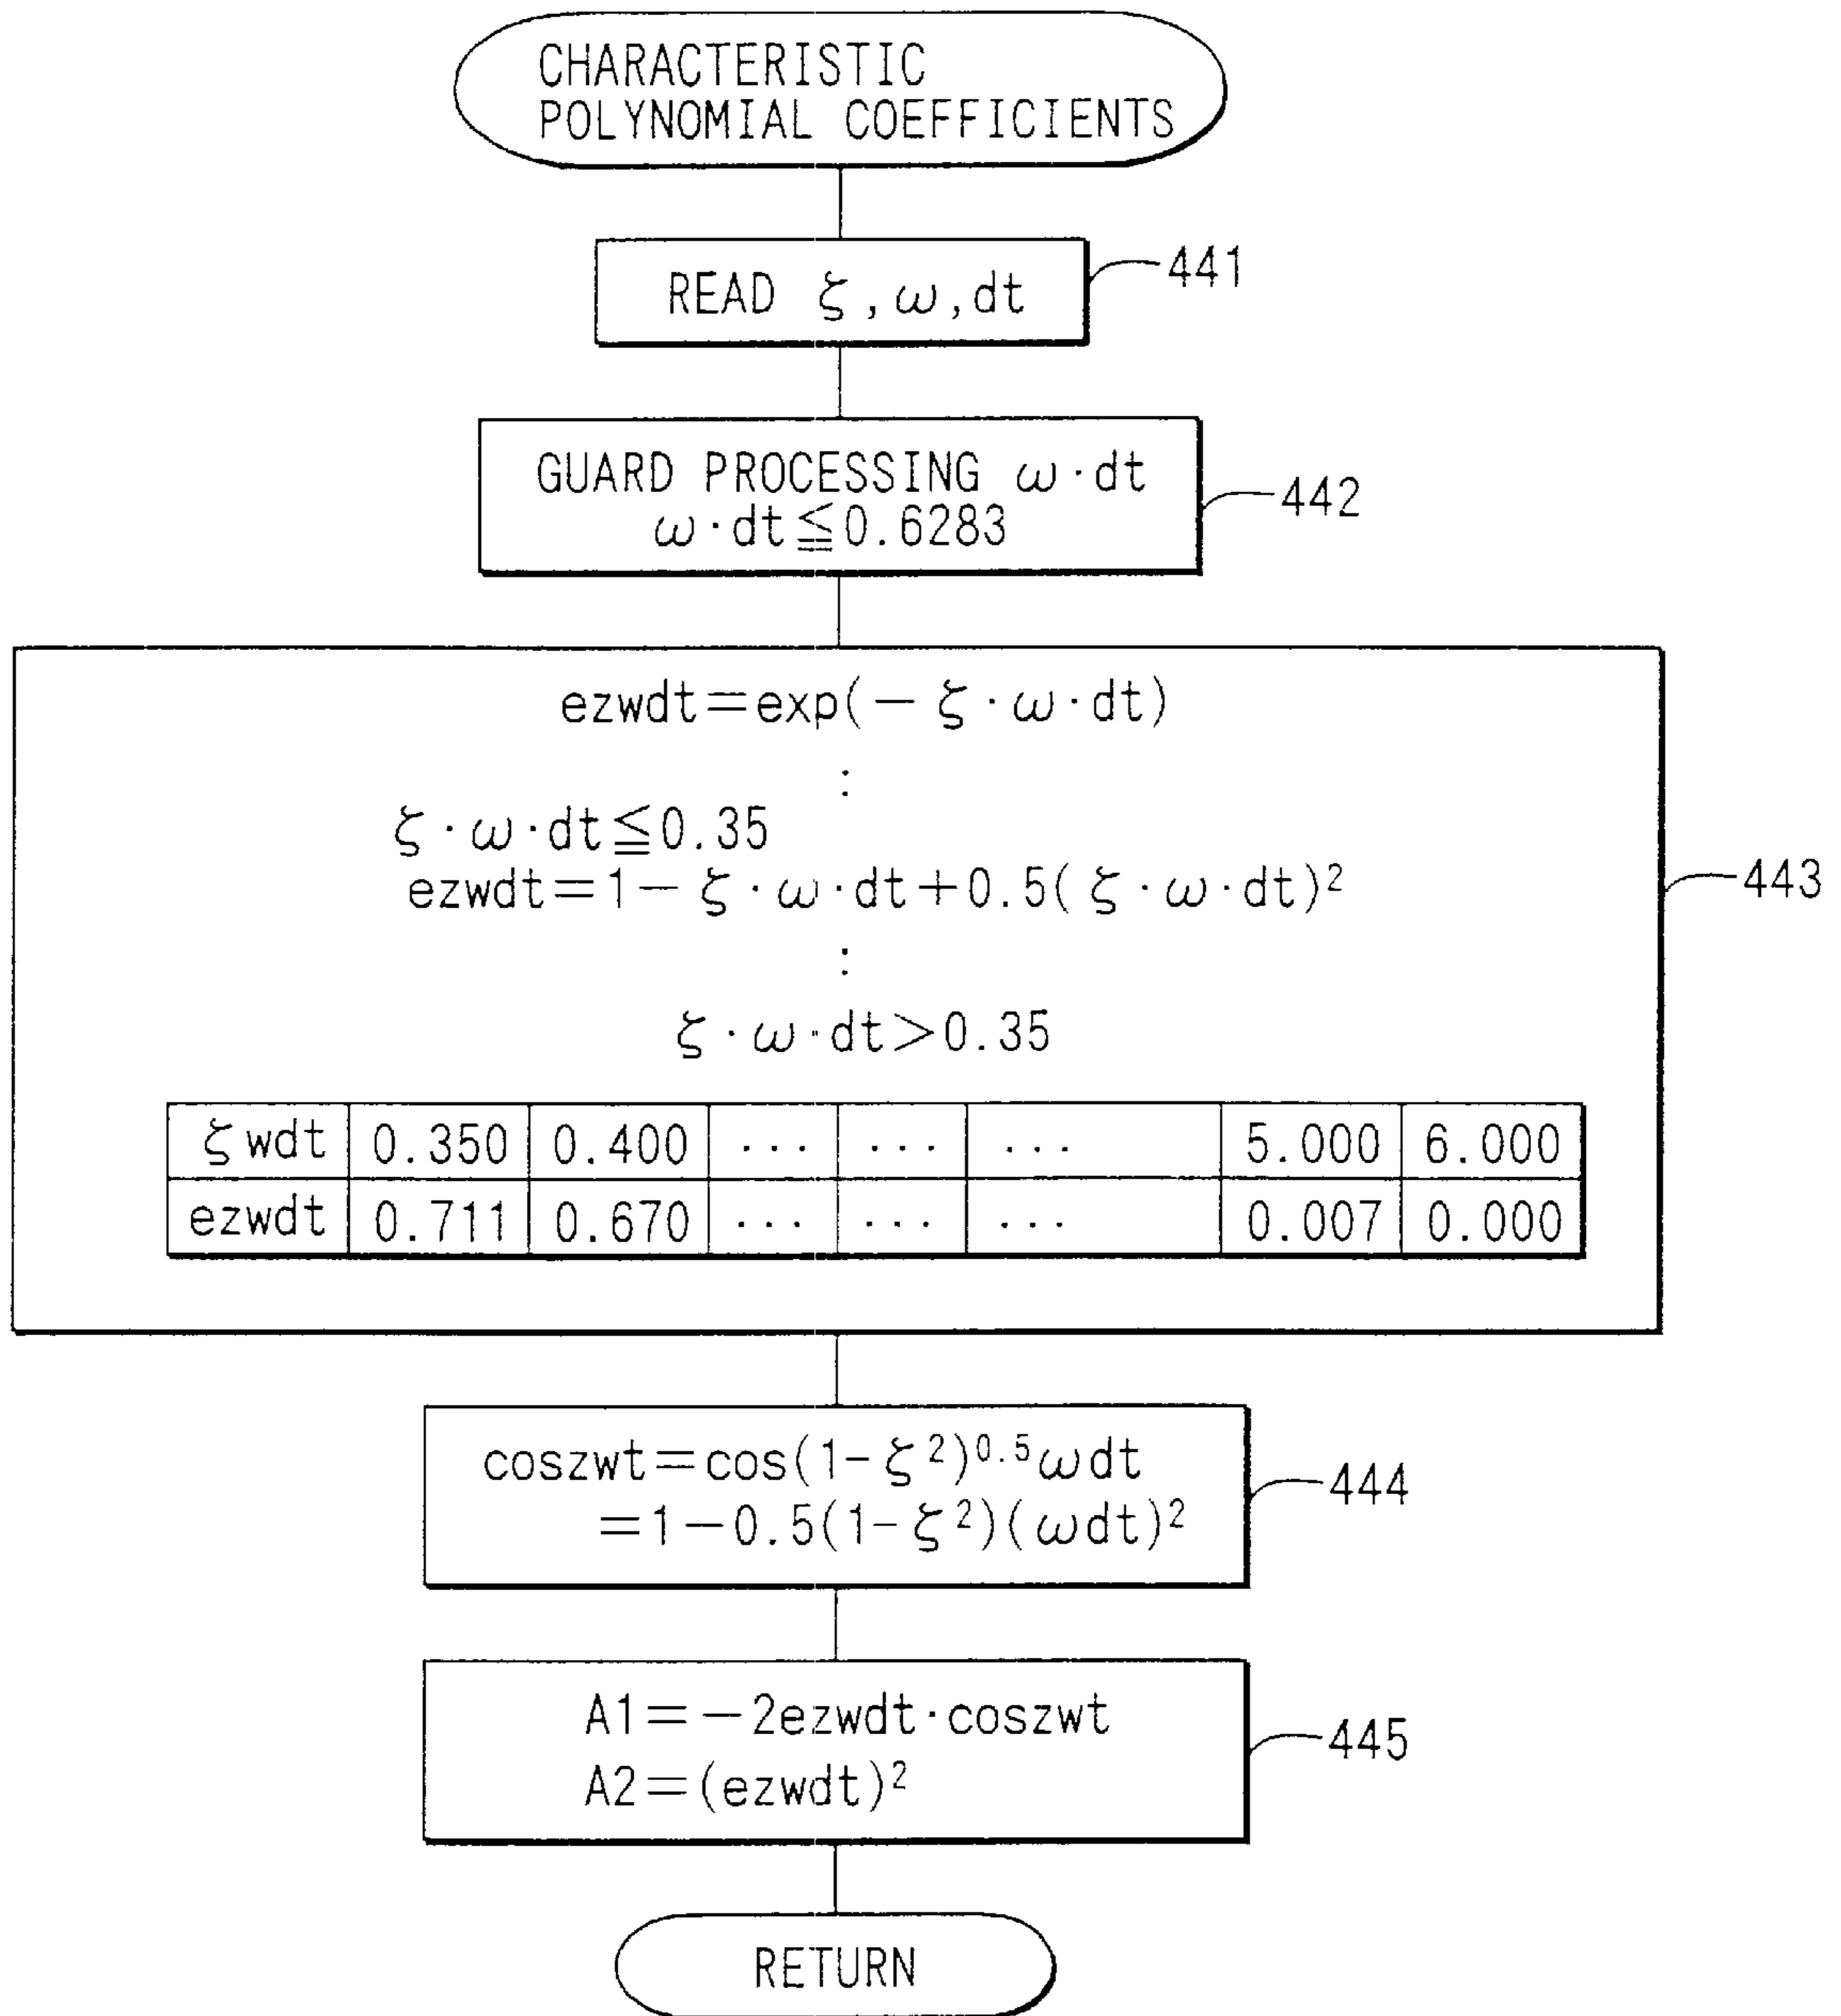 CHARACTERISTIC
POLYNOMIAL COEFFICIENTS
READ ζ, ω, dt
441
GUARD PROCESSING ω·dt
ω·dt≦0.6283
442
ezwdt=exp(-ζ·ω·dt)
:
ζ·ω·dt≦0.35
ezwdt=1-ζ·ω·dt+0.5(ζ·ω·dt)²
:
ζ·ω·dt>0.35
443
ζwdt 0.350 0.400 ... ... ... 5.000 6.000
ezwdt 0.711 0.670 ... ... ... 0.007 0.000
coszwt=cos(1-ζ²)⁰·⁵ωdt
=1-0.5(1-ζ²)(ωdt)²
444
A1=-2ezwdt·coszwt
A2=(ezwdt)²
445
RETURN